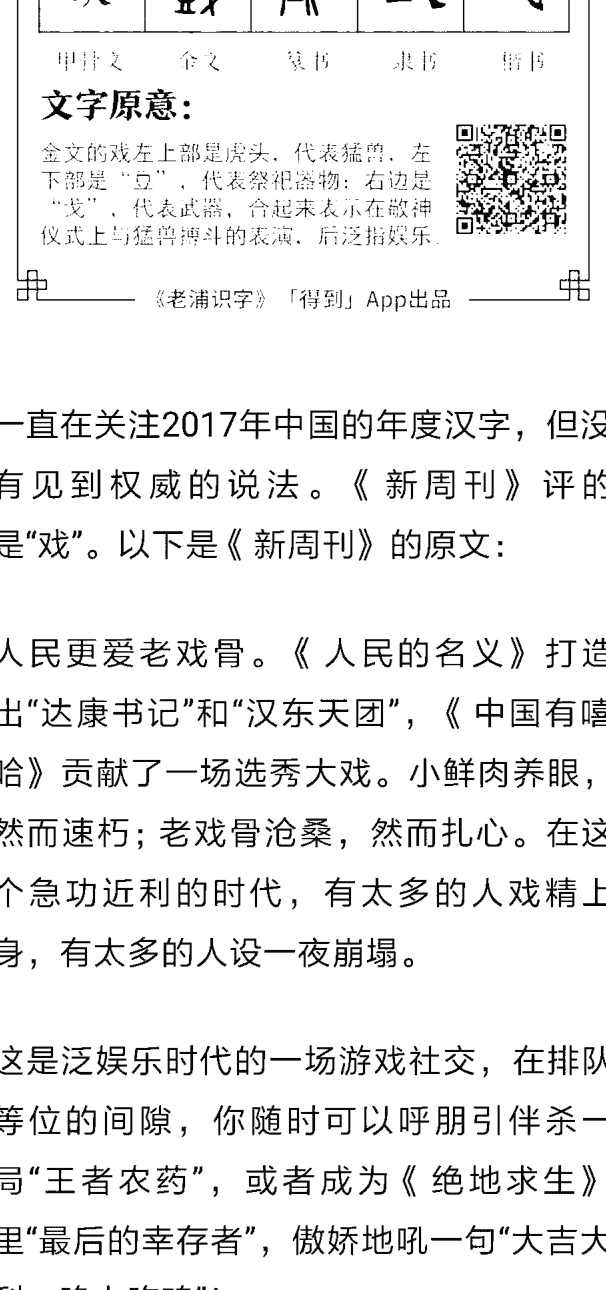 甲骨文 金文 篆书 隶书 楷书
文字原意：
金文的戏左上部是虎头，代表猛兽，左
下部是“豆”，代表祭祀器物；右边是
“戈”，代表武器，合起来表示在敬神
仪式上与猛兽搏斗的表演，后泛指娱乐。
《老浦识字》「得到」App出品
一直在关注2017年中国的年度汉字，但没
有见到权威的说法。《新周刊》评的
是“戏”。以下是《新周刊》的原文：
人民更爱老戏骨。《人民的名义》打造
出“达康书记”和“汉东天团”，《中国有嘻
哈》贡献了一场选秀大戏。小鲜肉养眼，
然而速朽；老戏骨沧桑，然而扎心。在这
个急功近利的时代，有太多的人戏精上
身，有太多的人设一夜崩塌。
这是泛娱乐时代的一场游戏社交，在排队
等位的间隙，你随时可以呼朋引伴杀一
局“王者农药”，或者成为《绝地求生》
里“最后的幸存者”，傲娇地吼一句“大吉大